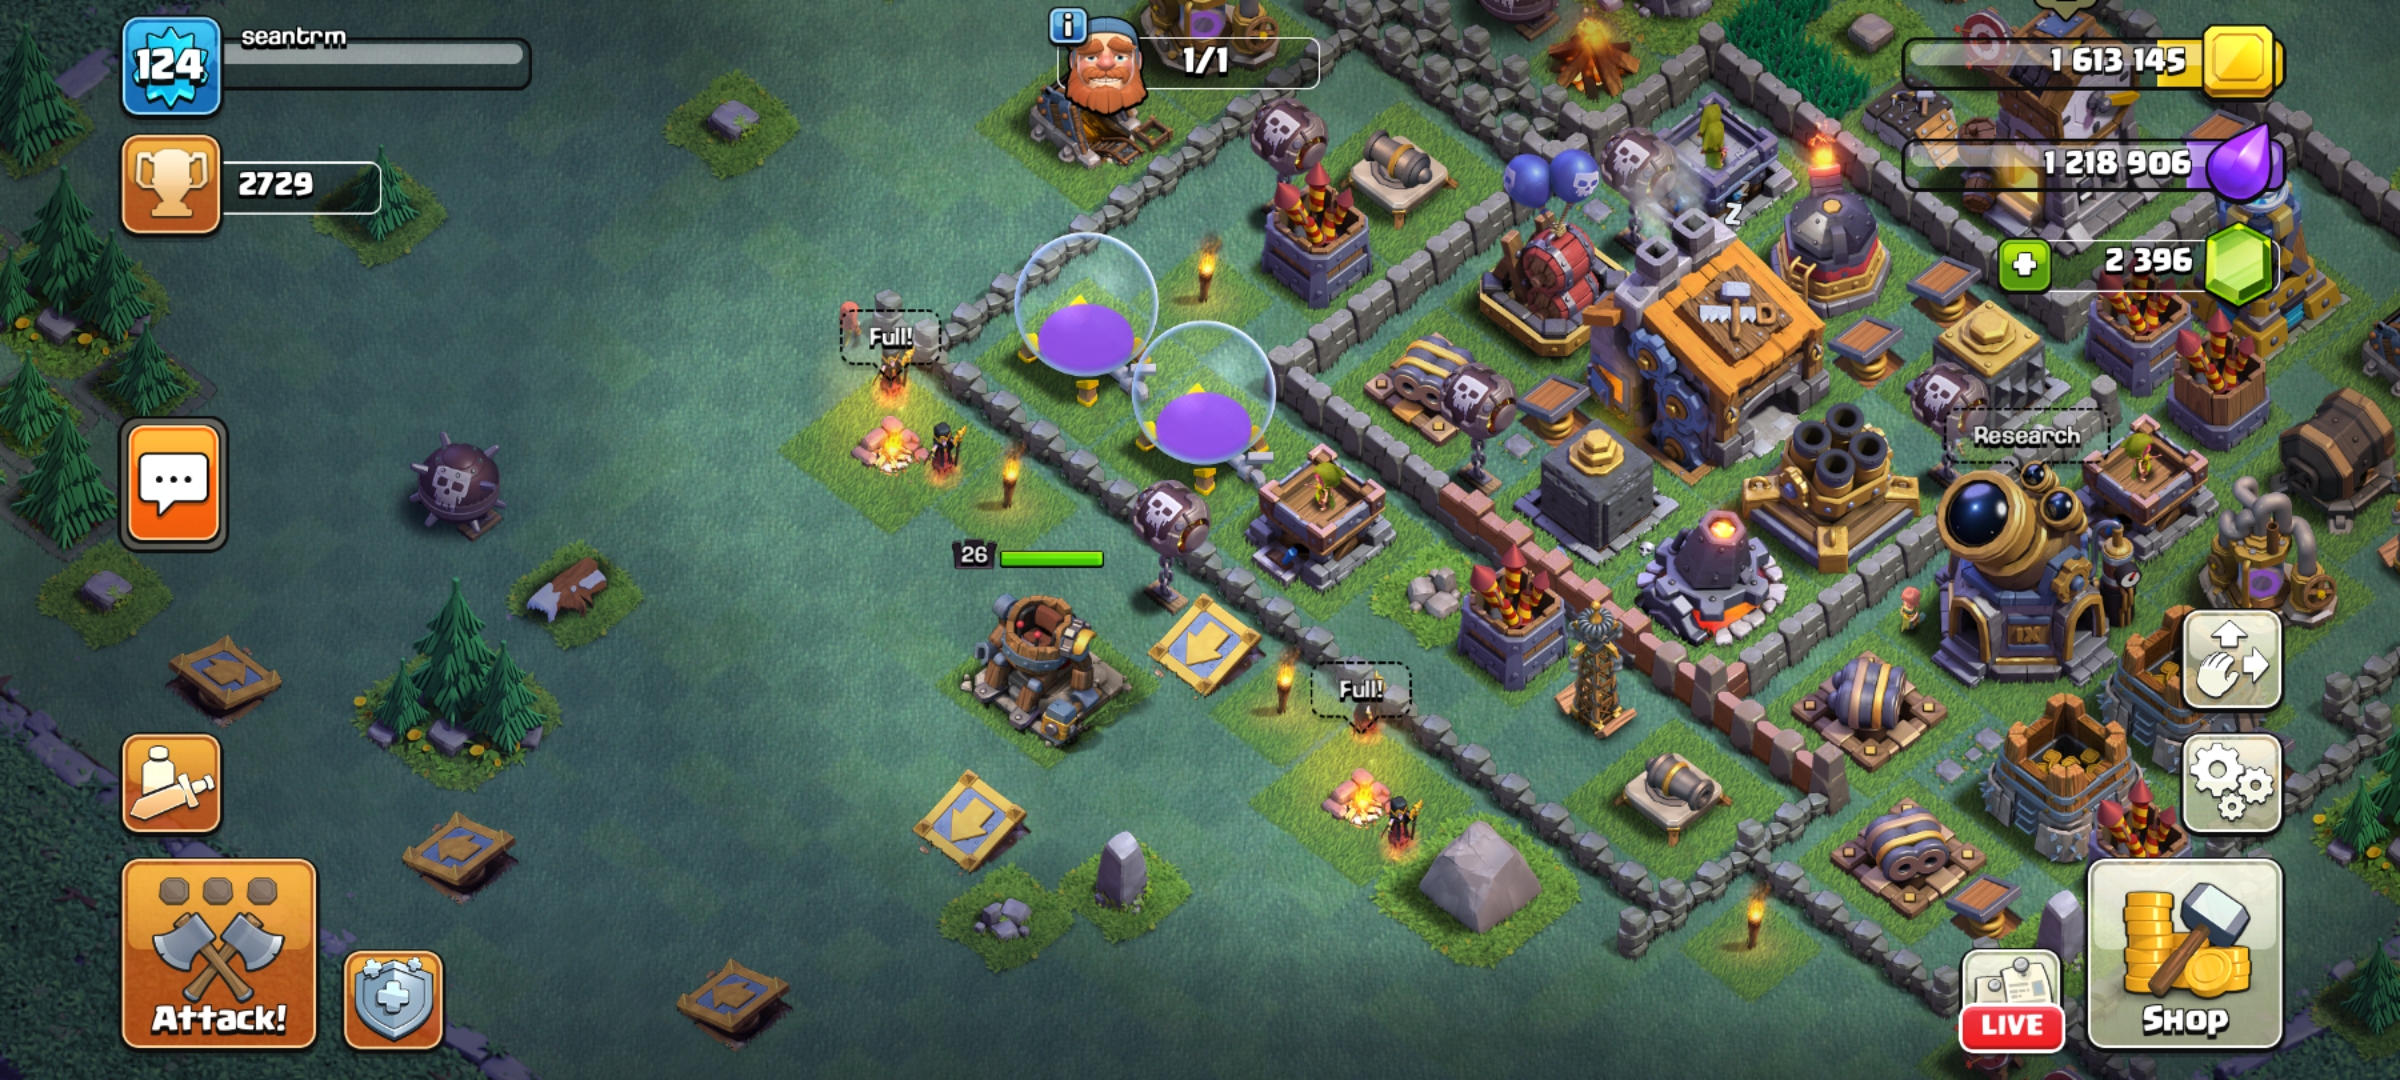 124
seantrm
i
1/1
1 613 145
2729
1 218 906
Z
Z
2 396
Full!
Research
26
Full!
IX
Attack!
LIVE
Shop